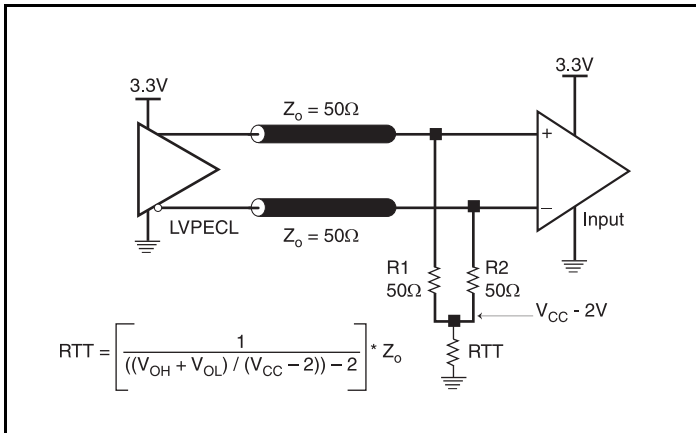 3.3V
3.3V
Zo = 50Ω
+
LVPECL
−
Input
Zo = 50Ω
R1
50Ω
R2
50Ω
VCC - 2V
RTT = [ 1 / ((VOH + VOL) / (VCC − 2)) − 2 ] * Zo
RTT